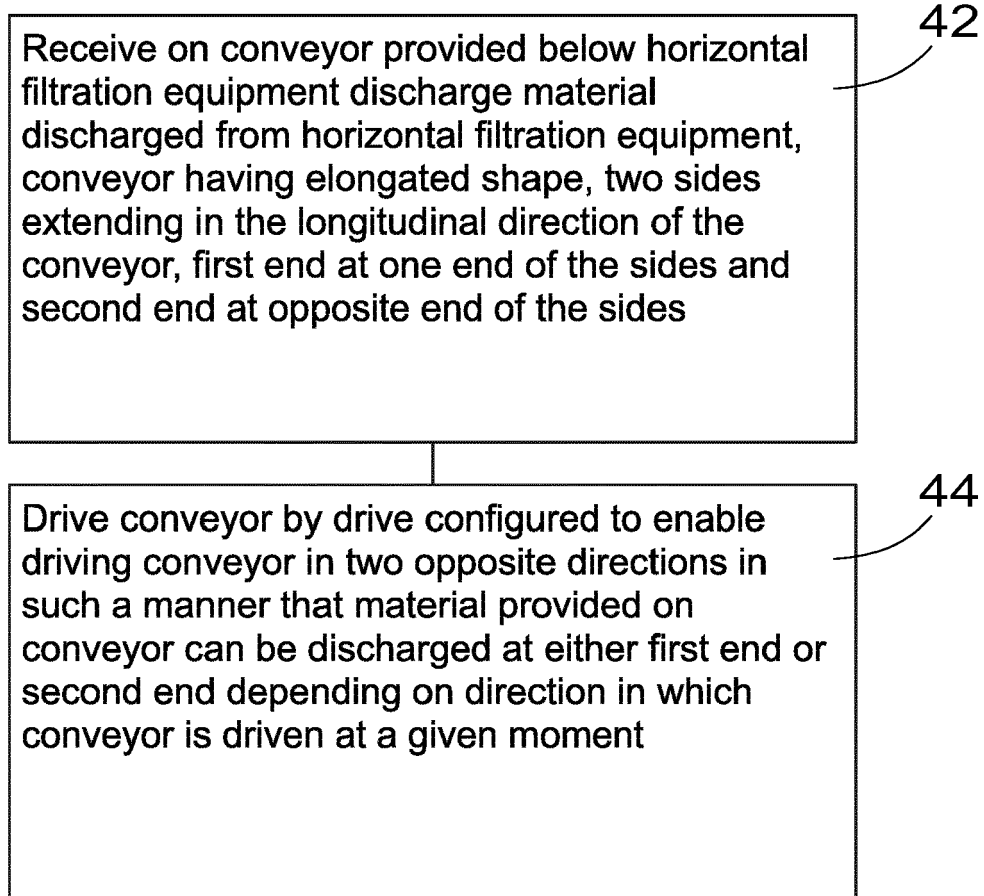 42
Receive on conveyor provided below horizontal
filtration equipment discharge material
discharged from horizontal filtration equipment,
conveyor having elongated shape, two sides
extending in the longitudinal direction of the
conveyor, first end at one end of the sides and
second end at opposite end of the sides
44
Drive conveyor by drive configured to enable
driving conveyor in two opposite directions in
such a manner that material provided on
conveyor can be discharged at either first end or
second end depending on direction in which
conveyor is driven at a given moment